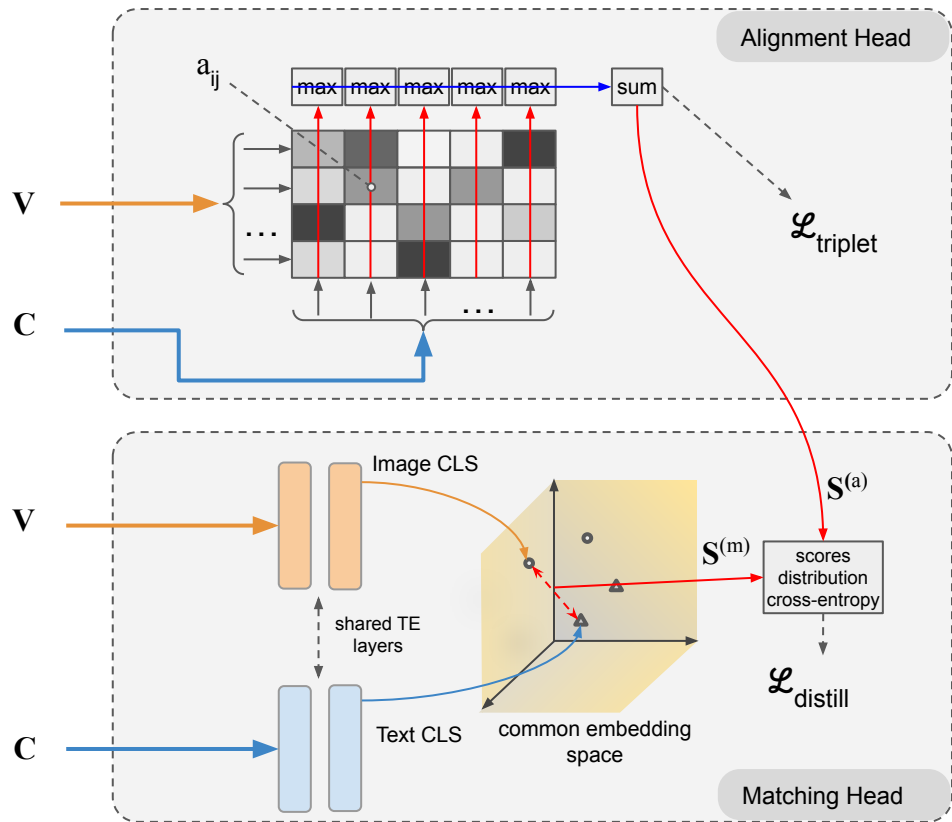 Alignment Head
a_ij
max max max max max sum
V
...
ℒ_triplet
C
...
Image CLS
S^(a)
V
S^(m)
scores
distribution
cross-entropy
shared TE
layers
ℒ_distill
Text CLS
common embedding
space
C
Matching Head